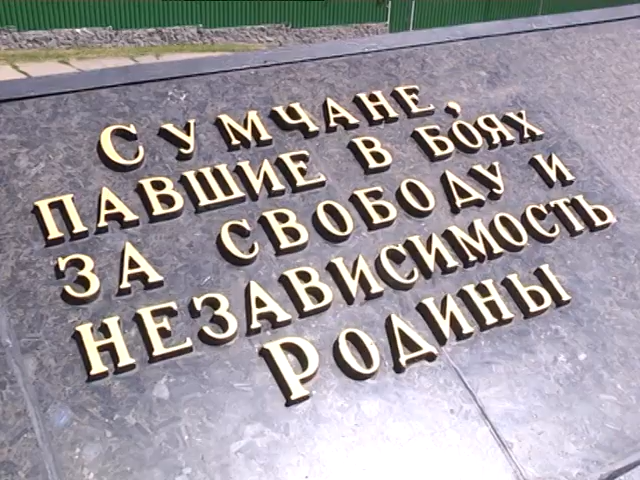 Сумчане,
павшие в боях
за свободу и
независимость
Родины